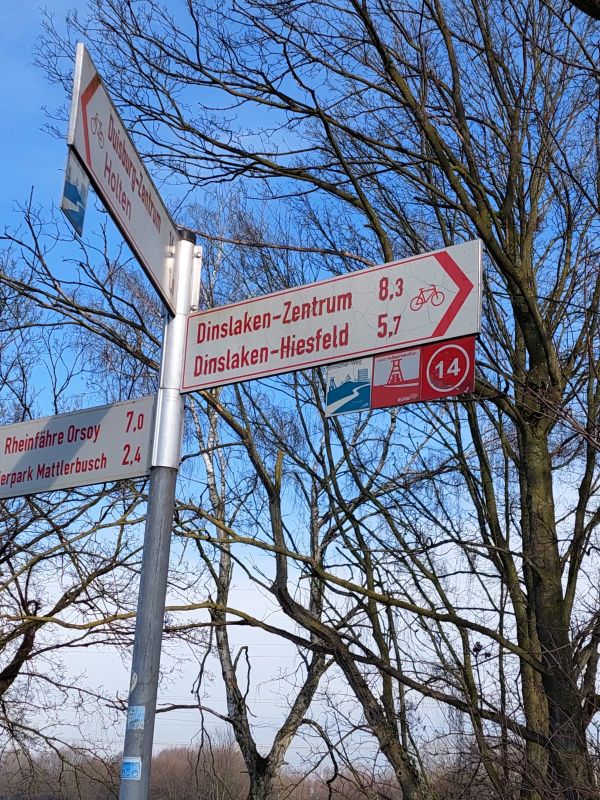 Duisburg-Zentrum
Holten
Dinslaken-Zentrum 8,3
Dinslaken-Hiesfeld 5,7
14
Rheinfähre Orsoy 7,0
erpark Mattlerbusch 2,4